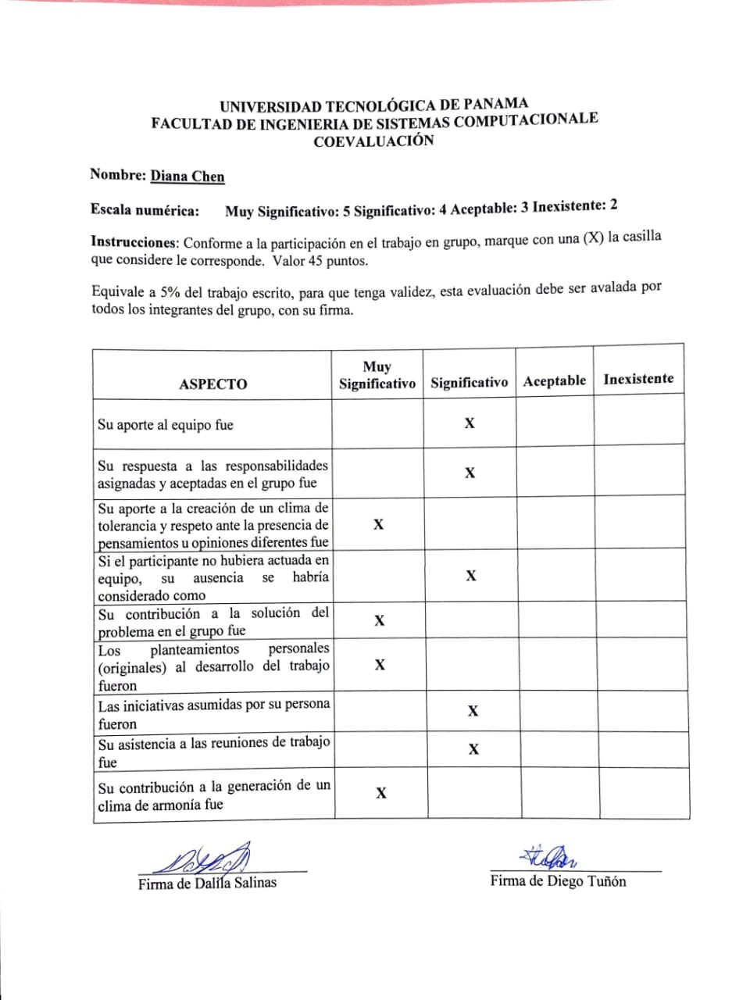 UNIVERSIDAD TECNOLÓGICA DE PANAMA
FACULTAD DE INGENIERIA DE SISTEMAS COMPUTACIONALE
COEVALUACIÓN
Nombre: Diana Chen
Escala numérica: Muy Significativo: 5 Significativo: 4 Aceptable: 3 Inexistente: 2
Instrucciones: Conforme a la participación en el trabajo en grupo, marque con una (X) la casilla
que considere le corresponde. Valor 45 puntos.
Equivale a 5% del trabajo escrito, para que tenga validez, esta evaluación debe ser avalada por
todos los integrantes del grupo, con su firma.
ASPECTO
Muy
Significativo
Significativo
Aceptable
Inexistente
Su aporte al equipo fue
X
Su respuesta a las responsabilidades
asignadas y aceptadas en el grupo fue
X
Su aporte a la creación de un clima de
tolerancia y respeto ante la presencia de
pensamientos u opiniones diferentes fue
X
Si el participante no hubiera actuada en
equipo, su ausencia se habría
considerado como
X
Su contribución a la solución del
problema en el grupo fue
X
Los planteamientos personales
(originales) al desarrollo del trabajo
fueron
X
Las iniciativas asumidas por su persona
fueron
X
Su asistencia a las reuniones de trabajo
fue
X
Su contribución a la generación de un
clima de armonía fue
X
Firma de Dalila Salinas
Firma de Diego Tuñón